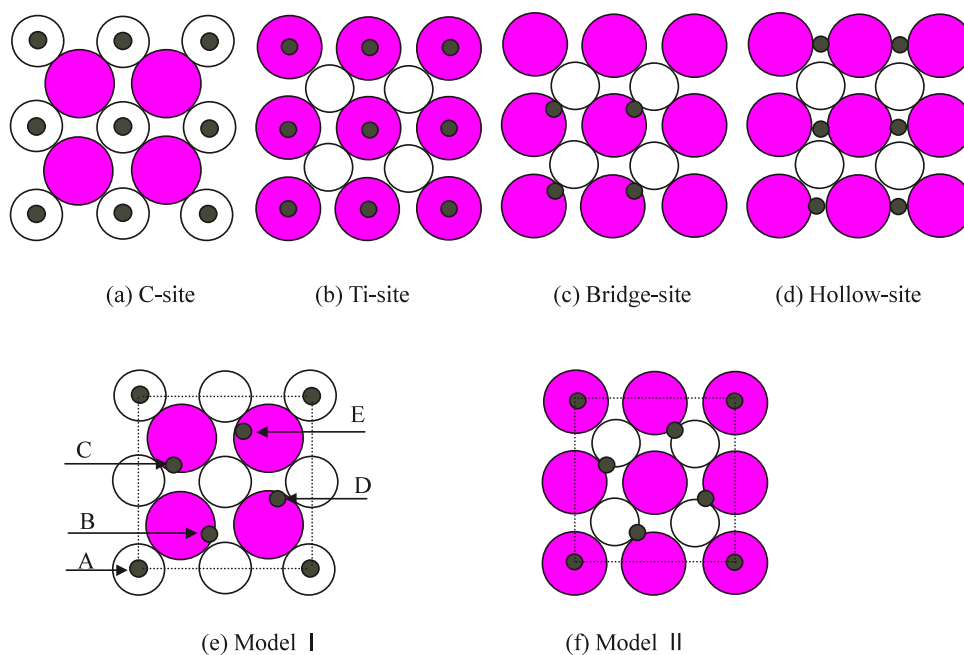 (a) C-site
(b) Ti-site
(c) Bridge-site
(d) Hollow-site
E
C
D
B
A
(e) Model I
(f) Model II